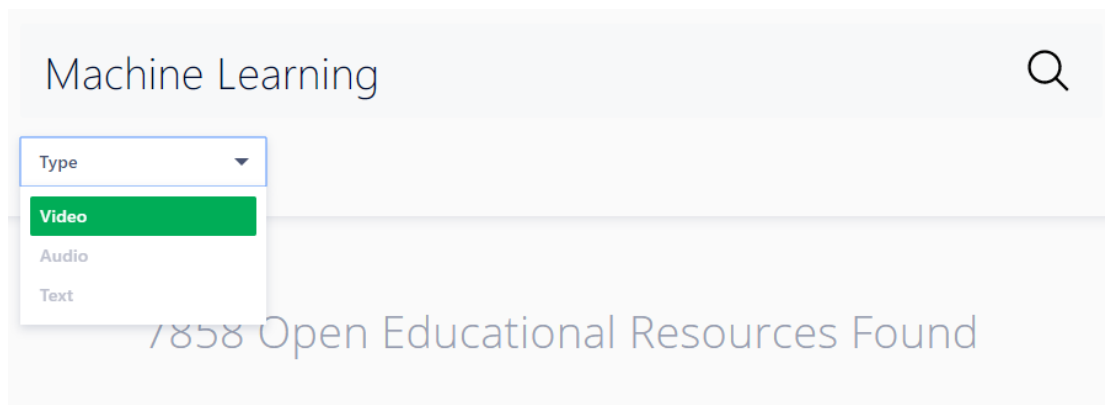 Machine Learning
Type
Video
Audio
Text
7858 Open Educational Resources Found